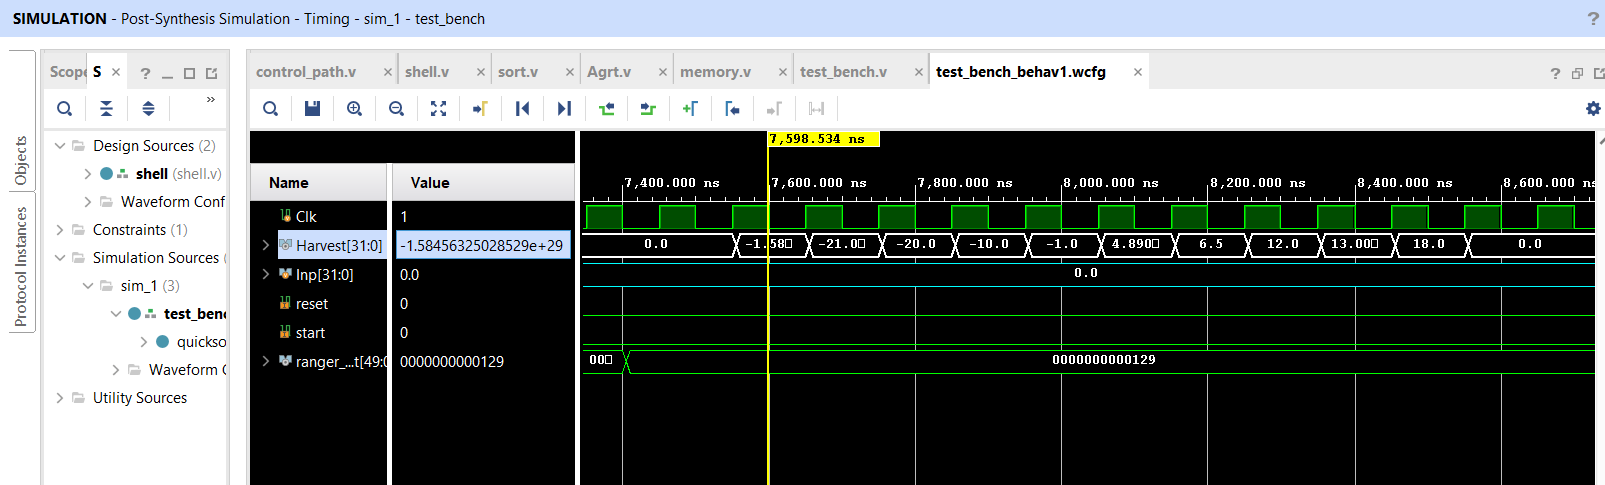 SIMULATION - Post-Synthesis Simulation - Timing - sim_1 - test_bench ?
Objects
Protocol Instances
Scope S × ? _
»
Design Sources (2)
shell (shell.v)
Waveform Conf
Constraints (1)
Simulation Sources (
sim_1 (3)
test_benc
quickso
Waveform C
Utility Sources
control_path.v × shell.v × sort.v × Agrt.v × memory.v × test_bench.v × test_bench_behav1.wcfg × ?
Name Value
Clk 1
Harvest[31:0] -1.58456325028529e+29
Inp[31:0] 0.0
reset 0
start 0
ranger_...t[49:0 0000000000129
7,598.534 ns
7,400.000 ns 7,600.000 ns 7,800.000 ns 8,000.000 ns 8,200.000 ns 8,400.000 ns 8,600.000 ns
0.0 -1.58 -21.0 -20.0 -10.0 -1.0 4.890 6.5 12.0 13.00 18.0 0.0
0.0
00 0000000000129